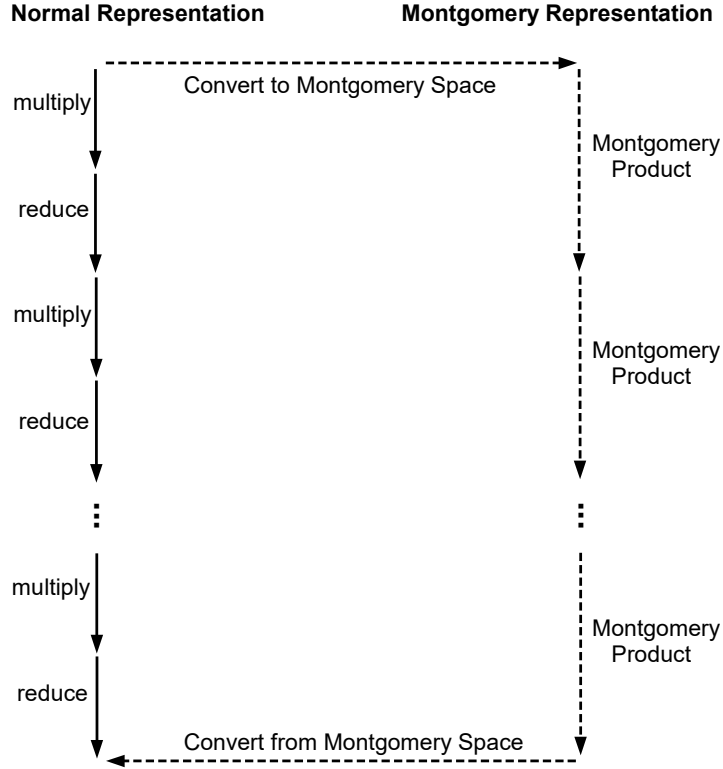 Normal Representation
Montgomery Representation
Convert to Montgomery Space
multiply
Montgomery
Product
reduce
multiply
Montgomery
Product
reduce
multiply
Montgomery
Product
reduce
Convert from Montgomery Space